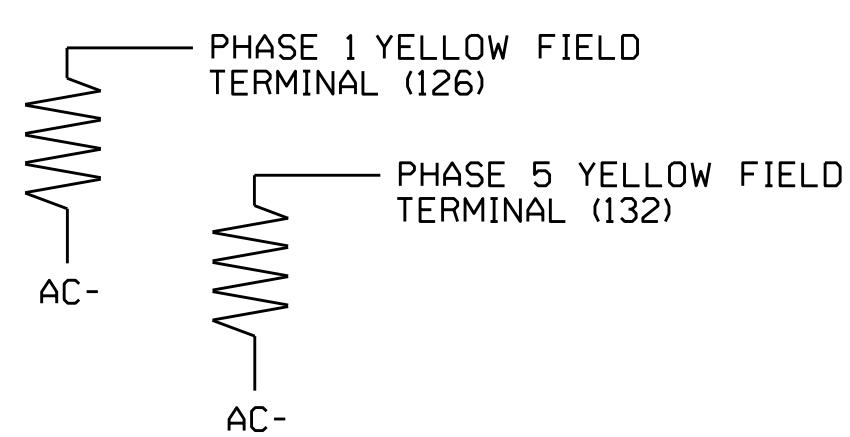 PHASE 1 YELLOW FIELD
TERMINAL (126)
AC-
PHASE 5 YELLOW FIELD
TERMINAL (132)
AC-